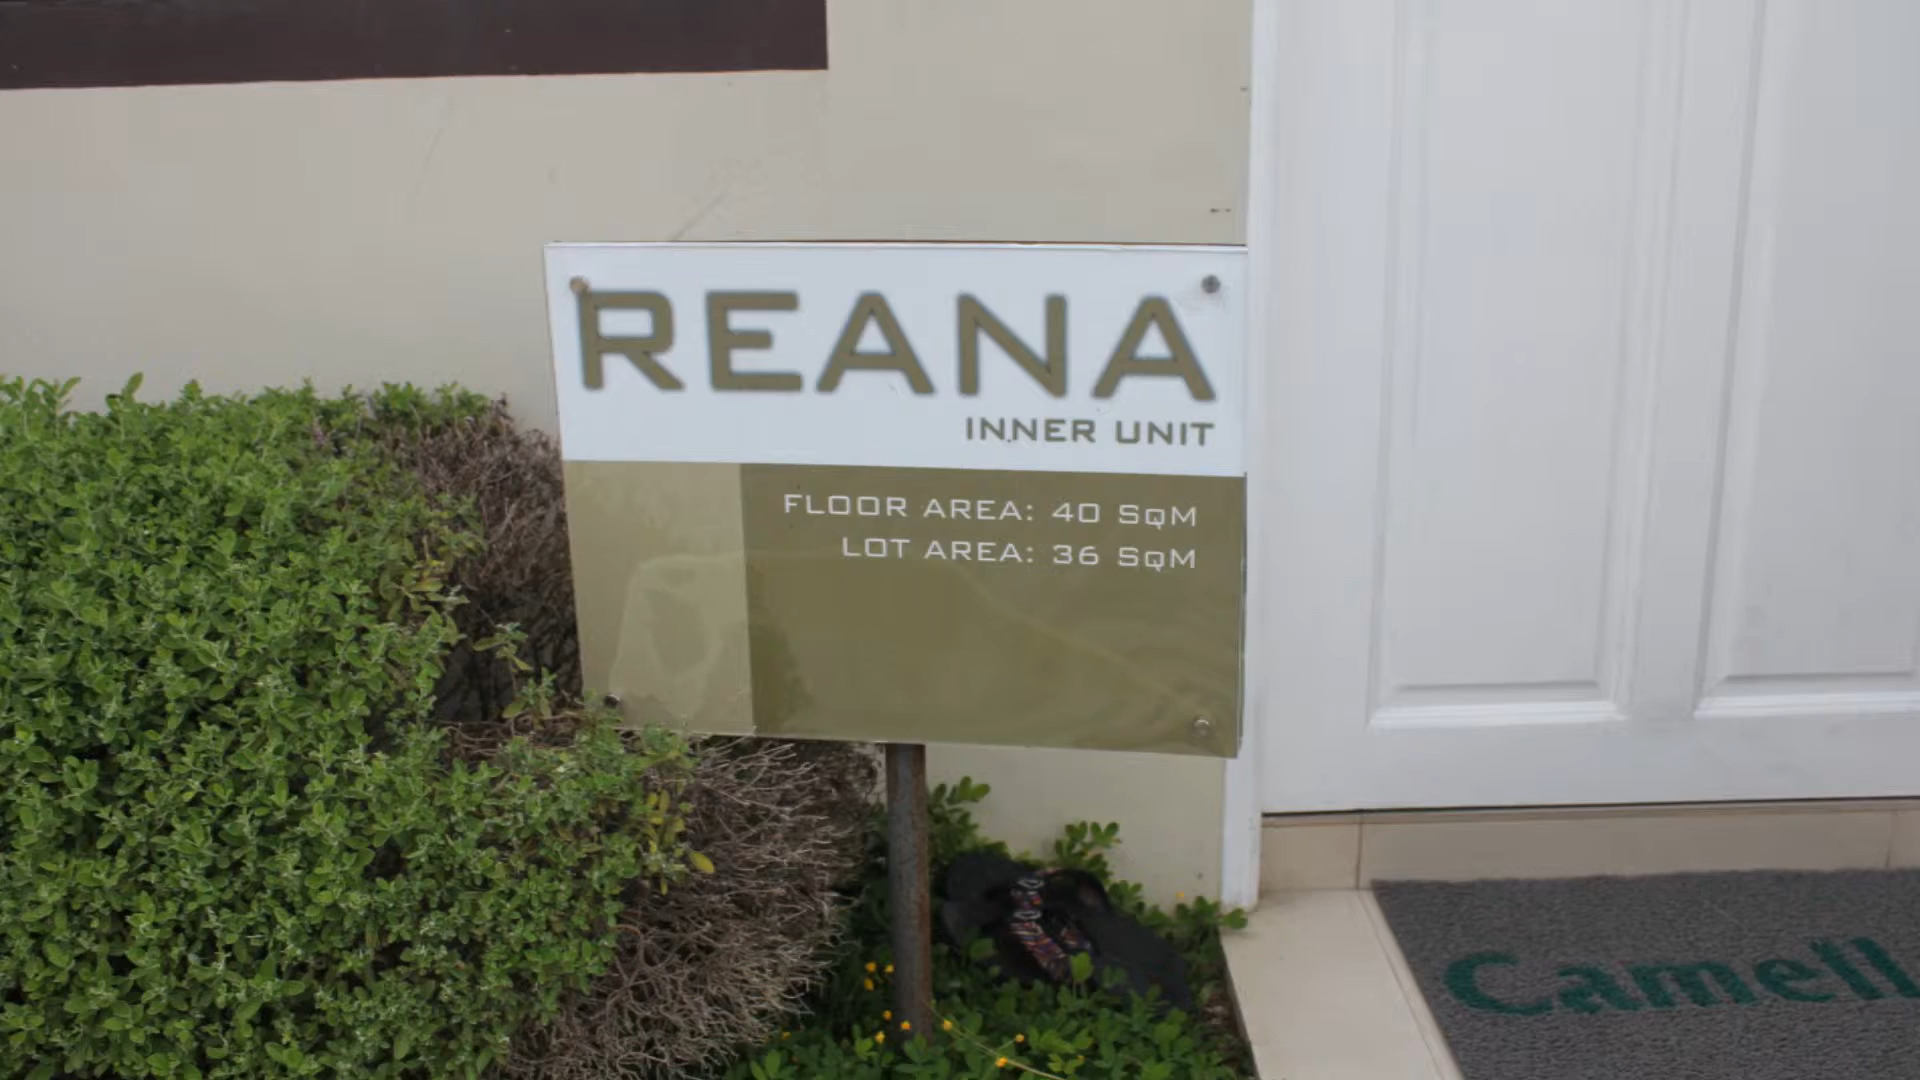 REANA
INNER UNIT
FLOOR AREA: 40 SQM
LOT AREA: 36 SQM
Camell